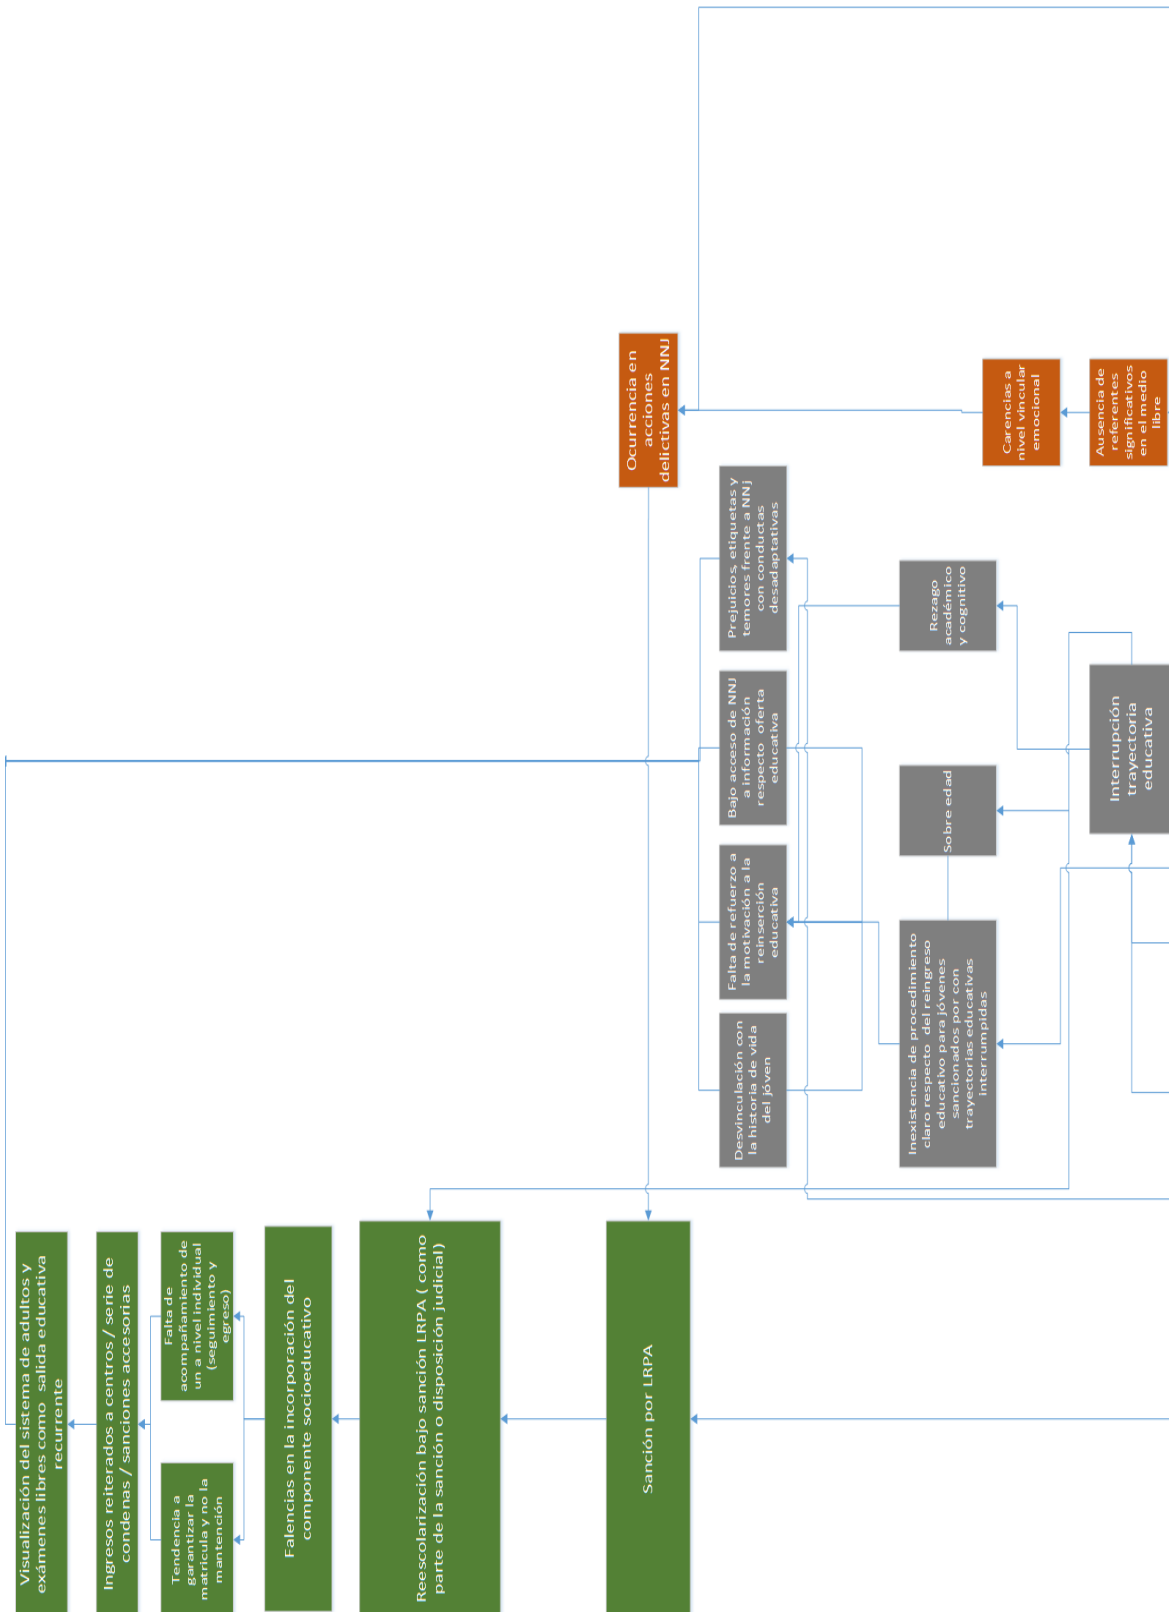 Visualización del sistema de adultos y
exámenes libres como salida educativa
recurrente
Ingresos reiterados a centros / serie de
condenas / sanciones accesorias
Tendencia a
garantizar la
matricula y no la
mantención
Falta de
acompañamiento de
un a nivel individual
(seguimiento y
egreso)
Falencias en la incorporación del
componente socioeducativo
Reescolarización bajo sanción LRPA ( como
parte de la sanción o disposición judicial)
Sanción por LRPA
Ocurrencia en
acciones
delictivas en NNJ
Desvinculación con
la historia de vida
del jóven
Falta de refuerzo a
la motivación a la
reinserción
educativa
Bajo acceso de NNJ
a información
respecto oferta
educativa
Prejuicios, etiquetas y
temores frente a NNj
con conductas
desadaptativas
Inexistencia de procedimiento
claro respecto del reingreso
educativo para jóvenes
sancionados por con
trayectorias educativas
interrumpidas
Sobre edad
Rezago
académico
y cognitivo
Carencias a
nivel vincular
emocional
Interrupción
trayectoria
educativa
Ausencia de
referentes
significativos
en el medio
libre